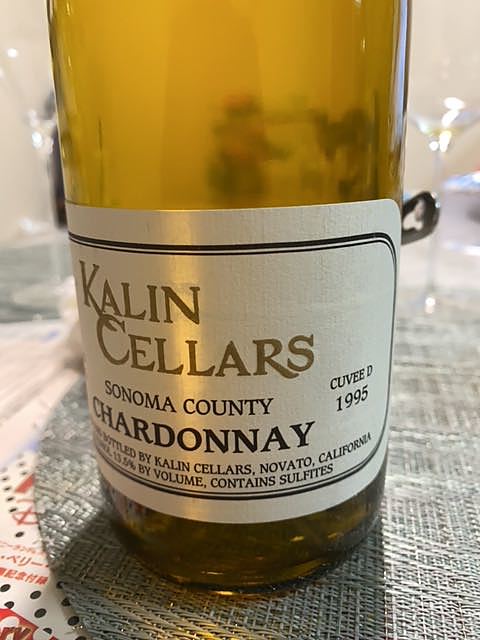 KALIN
CELLARS
SONOMA COUNTY
CUVEE D
1995
CHARDONNAY
BOTTLED BY KALIN CELLARS, NOVATO, CALIFORNIA
13.5% BY VOLUME, CONTAINS SULFITES